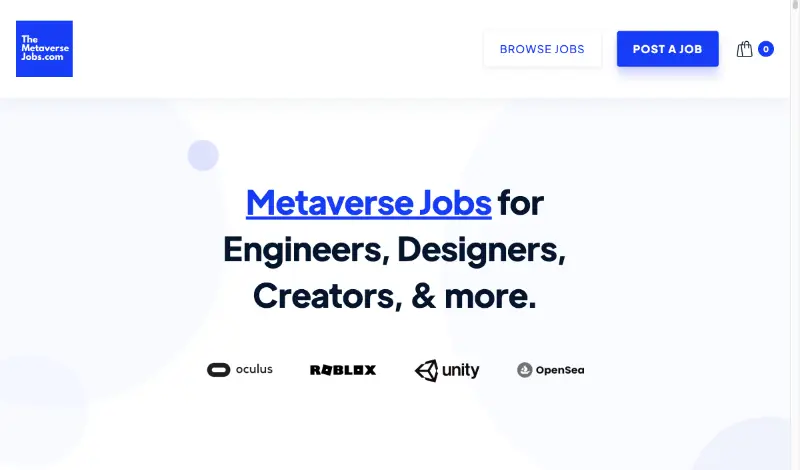 The
Metaverse
Jobs.com
BROWSE JOBS
POST A JOB
0
Metaverse Jobs for
Engineers, Designers,
Creators, & more.
oculus
ROBLOX
unity
OpenSea